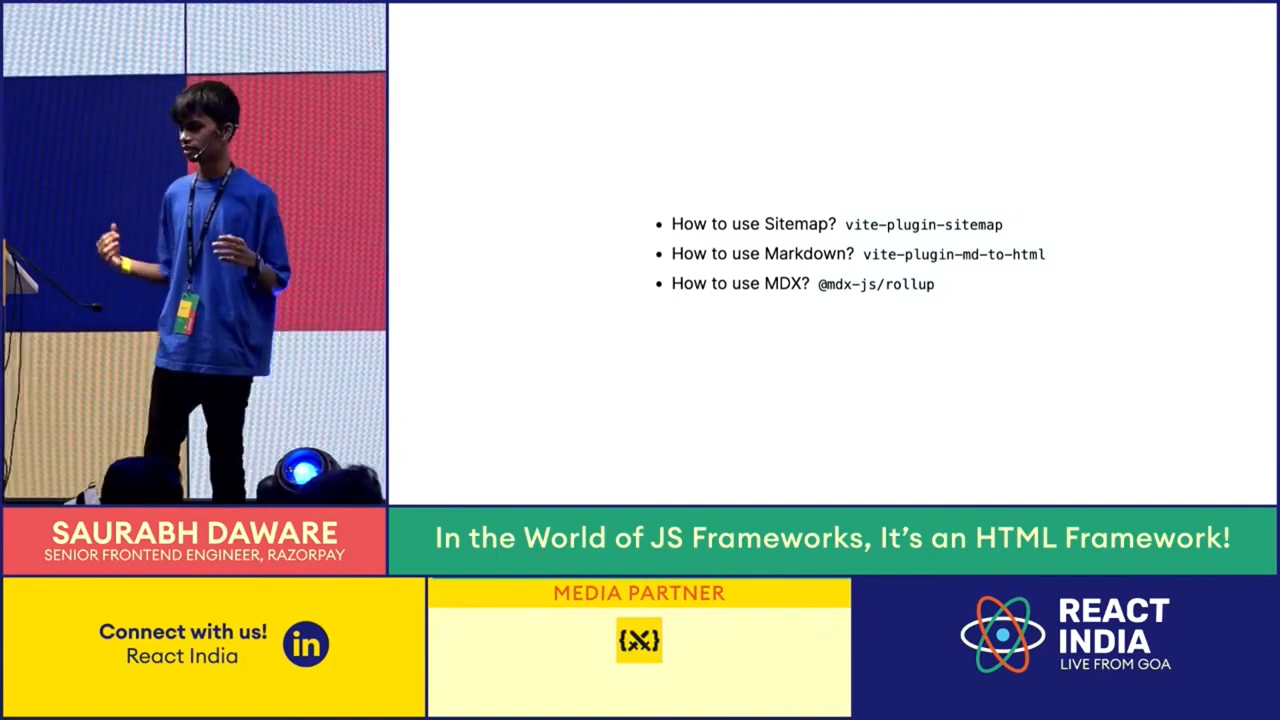 How to use Sitemap? vite-plugin-sitemap
How to use Markdown? vite-plugin-md-to-html
How to use MDX? @mdx-js/rollup
SAURABH DAWARE
SENIOR FRONTEND ENGINEER, RAZORPAY
In the World of JS Frameworks, It's an HTML Framework!
Connect with us!
React India
in
MEDIA PARTNER
{X}
REACT
INDIA
LIVE FROM GOA